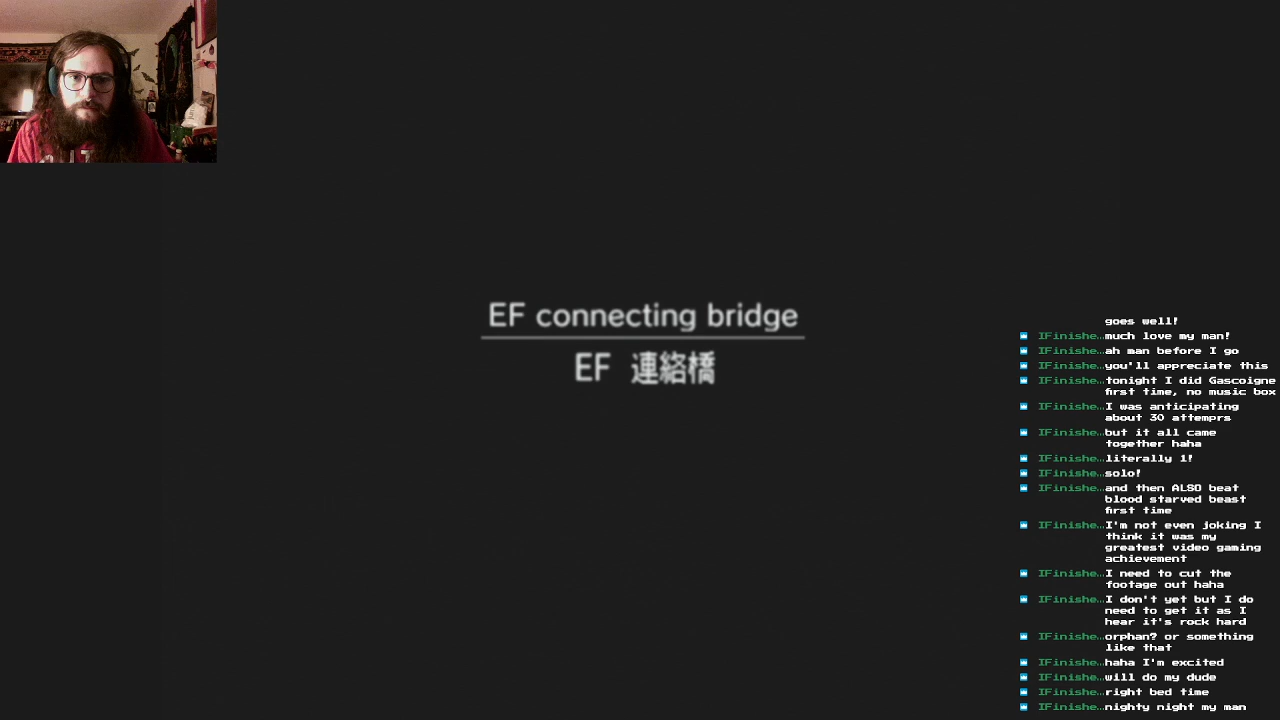 EF connecting bridge
EF 連絡橋
goes well!
IFinishe…much love my man!
IFinishe…ah man before I go
IFinishe…you'll appreciate this
IFinishe…tonight I did Gascoigne
first time, no music box
IFinishe…I was anticipating
about 30 attemprs
IFinishe…but it all came
together haha
IFinishe…literally 1!
IFinishe…solo!
IFinishe…and then ALSO beat
blood starved beast
first time
IFinishe…I'm not even joking I
think it was my
greatest video gaming
achievement
IFinishe…I need to cut the
footage out haha
IFinishe…I don't yet but I do
need to get it as I
hear it's rock hard
IFinishe…orphan? or something
like that
IFinishe…haha I'm excited
IFinishe…will do my dude
IFinishe…right bed time
IFinishe…nighty night my man